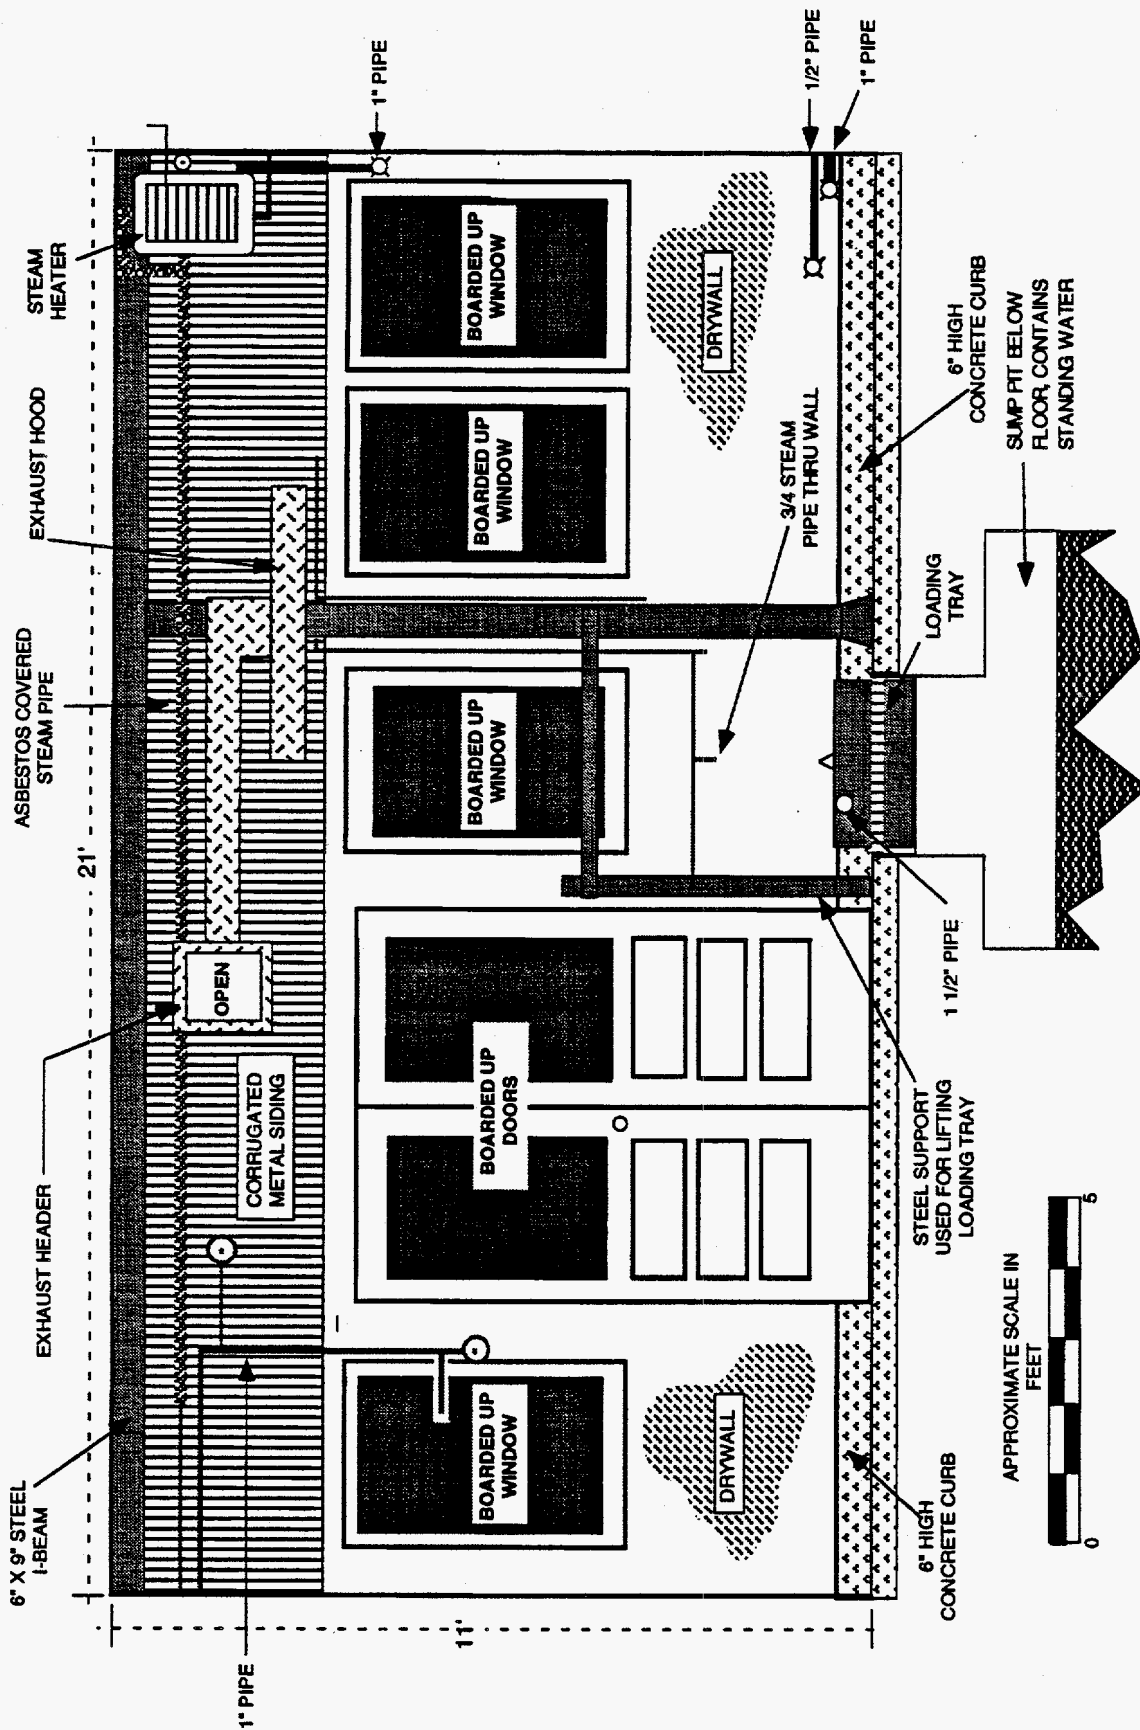 6" X 9" STEEL
I-BEAM
EXHAUST HEADER
21'
ASBESTOS COVERED
STEAM PIPE
EXHAUST HOOD
STEAM
HEATER
1" PIPE
OPEN
CORRUGATED
METAL SIDING
1" PIPE
11'
BOARDED UP
WINDOW
BOARDED UP
DOORS
BOARDED UP
WINDOW
BOARDED UP
WINDOW
BOARDED UP
WINDOW
DRYWALL
DRYWALL
3/4 STEAM
PIPE THRU WALL
1/2" PIPE
1" PIPE
6" HIGH
CONCRETE CURB
STEEL SUPPORT
USED FOR LIFTING
LOADING TRAY
1 1/2" PIPE
LOADING
TRAY
6" HIGH
CONCRETE CURB
SUMP PIT BELOW
FLOOR, CONTAINS
STANDING WATER
APPROXIMATE SCALE IN
FEET
0
5